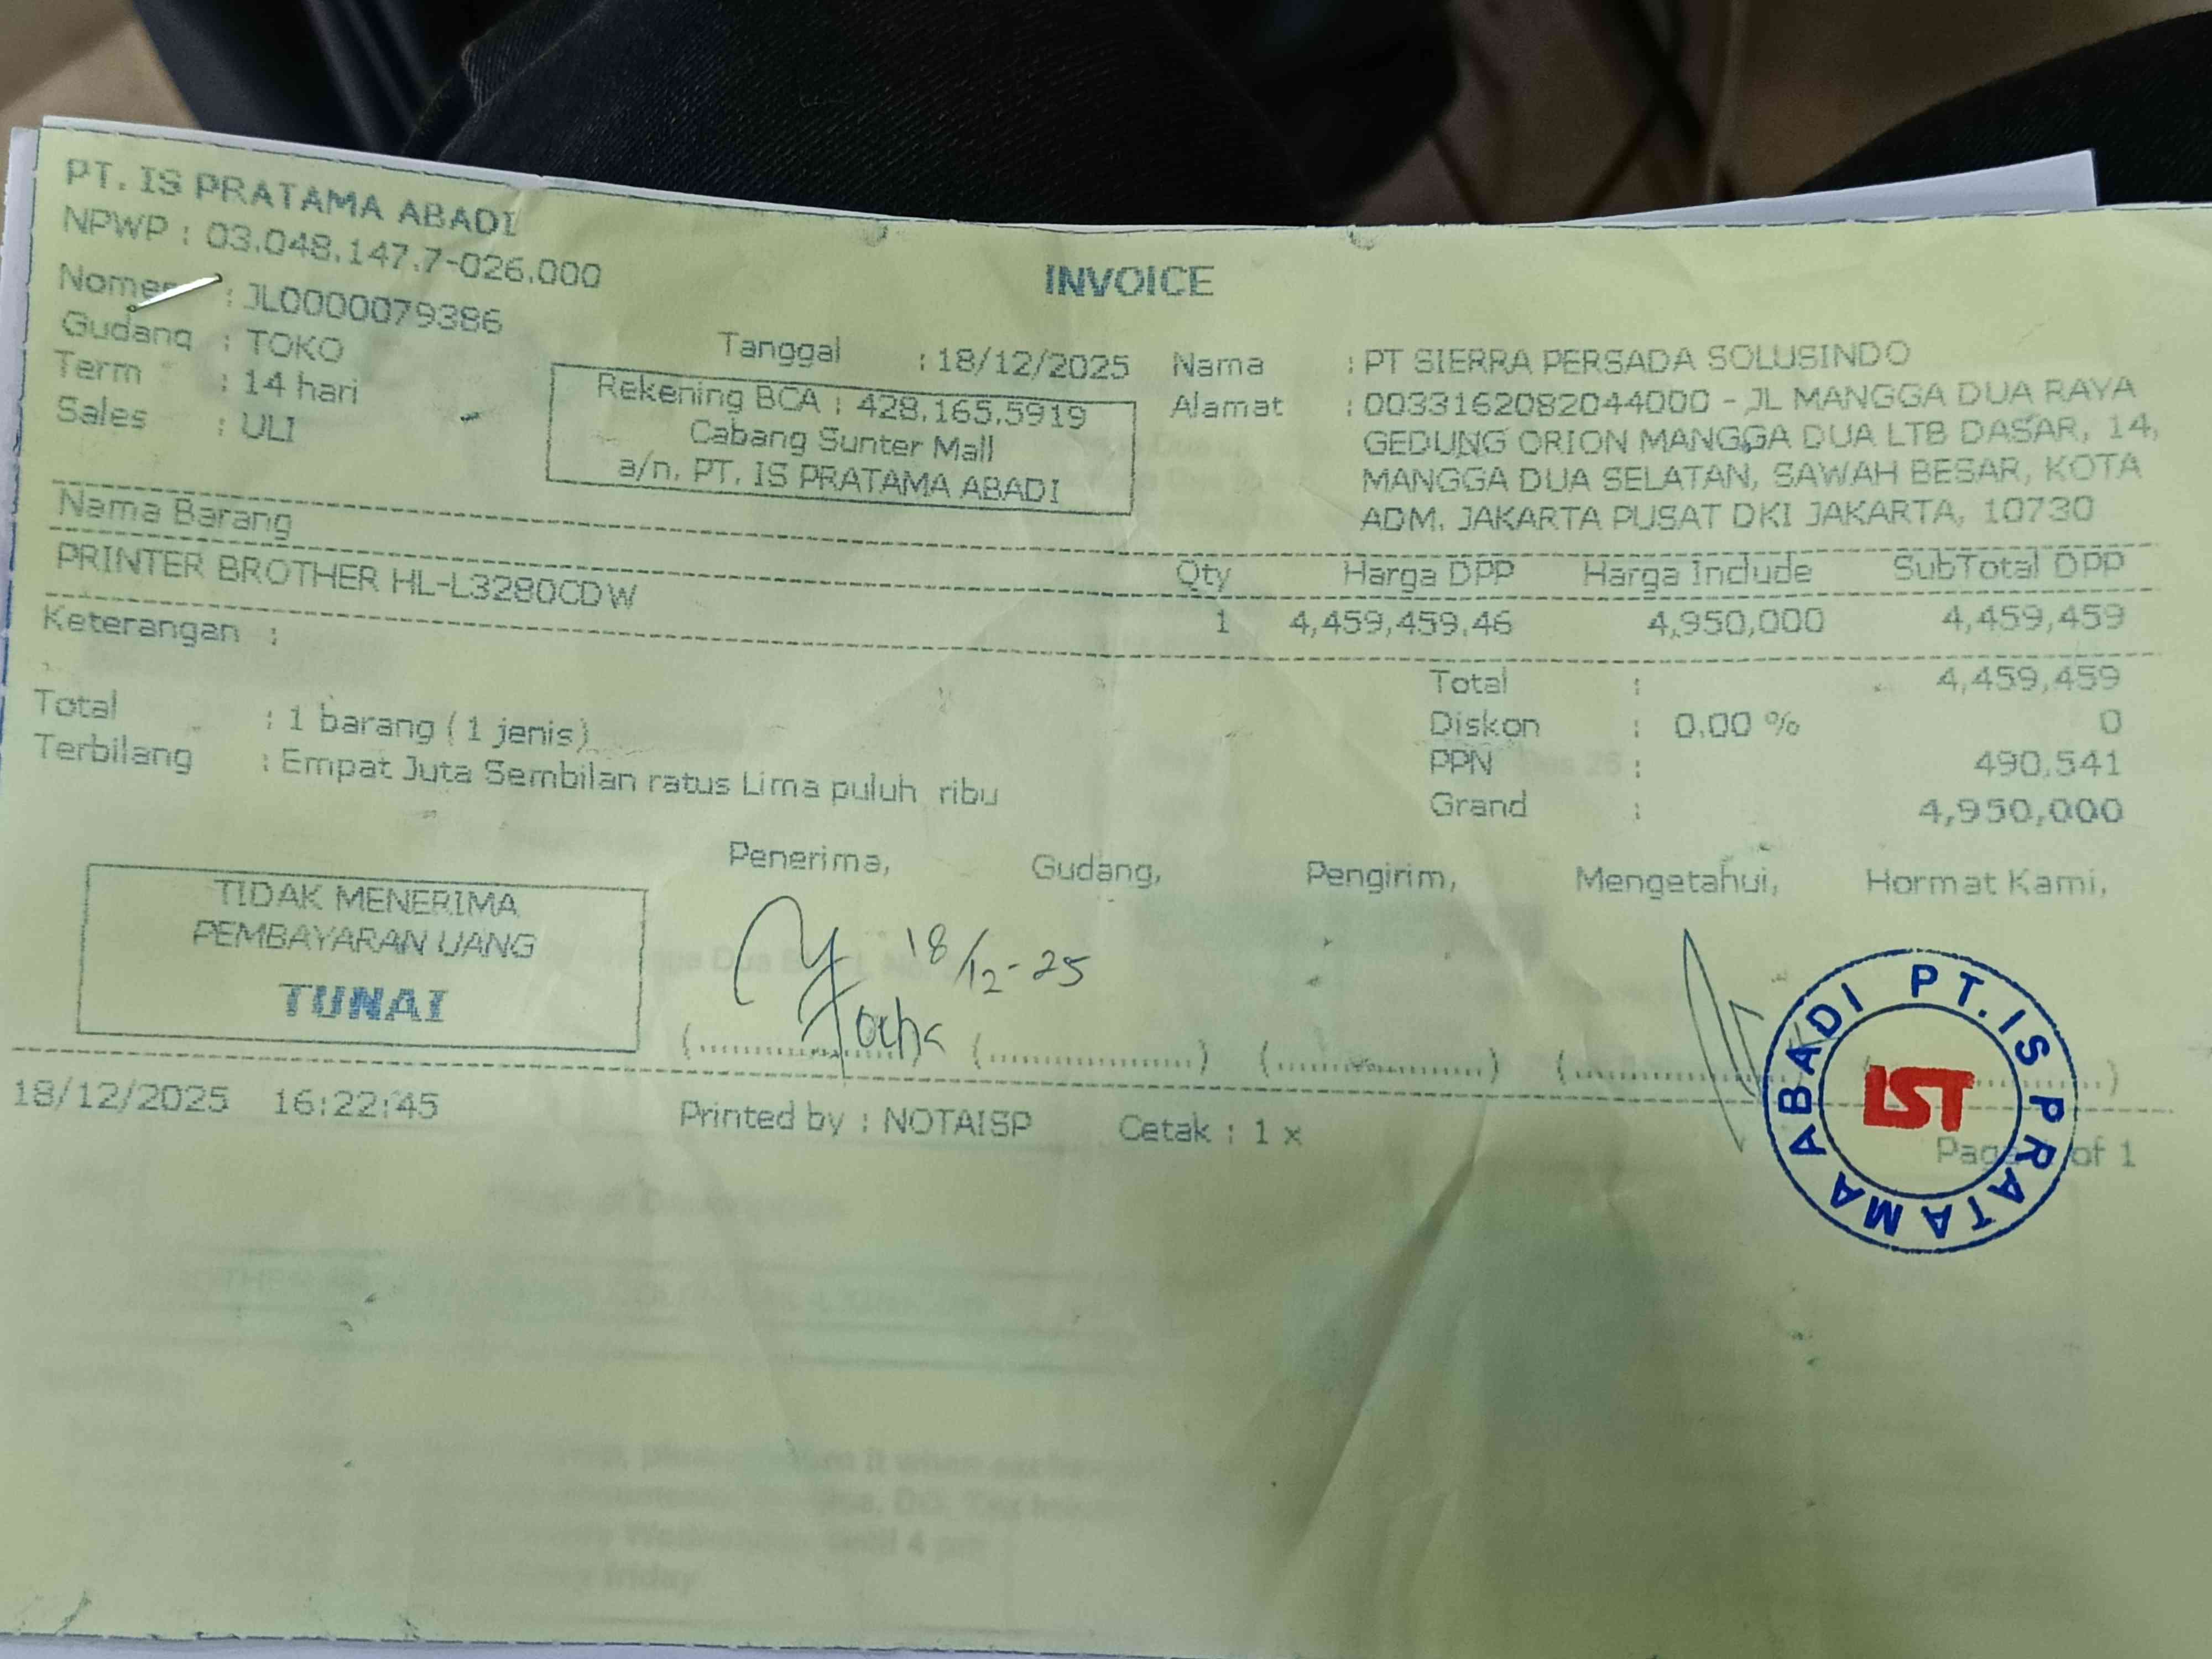 PT. IS PRATAMA ABADI
NPWP : 03.048.147.7-026.000
INVOICE
Nomer : JL0000079386
Gudang : TOKO
Term : 14 hari
Sales : ULI
Tanggal : 18/12/2025
Rekening BCA : 428.165.5919
Cabang Sunter Mall
a/n. PT. IS PRATAMA ABADI
Nama : PT SIERRA PERSADA SOLUSINDO
Alamat : 0033162082044000 - JL MANGGA DUA RAYA
GEDUNG ORION MANGGA DUA LTB DASAR, 14,
MANGGA DUA SELATAN, SAWAH BESAR, KOTA
ADM. JAKARTA PUSAT DKI JAKARTA, 10730
Nama Barang Qty Harga DPP Harga Include SubTotal DPP
PRINTER BROTHER HL-L3280CDW 1 4,459,459.46 4,950,000 4,459,459
Keterangan :
Total : 1 barang ( 1 jenis)
Terbilang : Empat Juta Sembilan ratus Lima puluh ribu
Total : 4,459,459
Diskon : 0.00 % 0
PPN : 490,541
Grand : 4,950,000
TIDAK MENERIMA
PEMBAYARAN UANG
TUNAI
Penerima, Gudang, Pengirim, Mengetahui, Hormat Kami,
18/12-25
PT. IS PRATAMA ABADI
IST
18/12/2025 16:22:45 Printed by : NOTAISP Cetak : 1 x
Page of 1